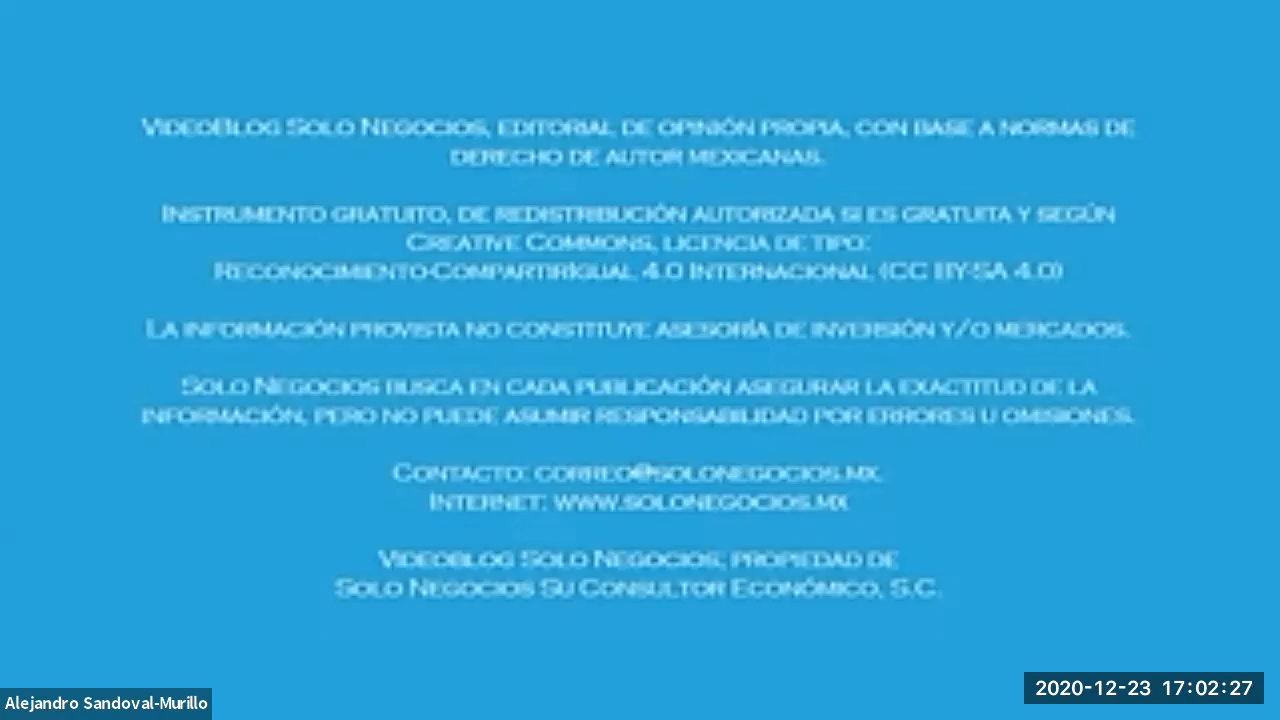 VideoBlog Solo Negocios, editorial de opinión propia, con base a normas de
derecho de autor mexicanas.
Instrumento gratuito, de redistribución autorizada si es gratuita y según
Creative Commons, licencia de tipo:
Reconocimiento-CompartirIgual 4.0 Internacional (CC BY-SA 4.0)
La información provista no constituye asesoría de inversión y/o mercados.
Solo Negocios busca en cada publicación asegurar la exactitud de la
información, pero no puede asumir responsabilidad por errores u omisiones.
Contacto: correo@solonegocios.mx.
Internet: www.solonegocios.mx
Videoblog Solo Negocios; propiedad de
Solo Negocios Su Consultor Económico, S.C.
Alejandro Sandoval-Murillo
2020-12-23 17:02:27